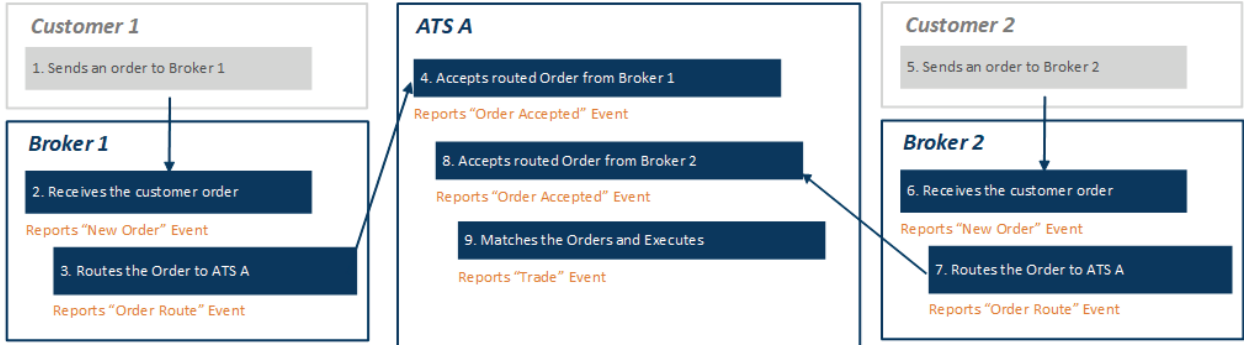 Customer 1
1. Sends an order to Broker 1
Broker 1
2. Receives the customer order
Reports “New Order” Event
3. Routes the Order to ATS A
Reports “Order Route” Event
ATS A
4. Accepts routed Order from Broker 1
Reports “Order Accepted” Event
8. Accepts routed Order from Broker 2
Reports “Order Accepted” Event
9. Matches the Orders and Executes
Reports “Trade” Event
Customer 2
5. Sends an order to Broker 2
Broker 2
6. Receives the customer order
Reports “New Order” Event
7. Routes the Order to ATS A
Reports “Order Route” Event